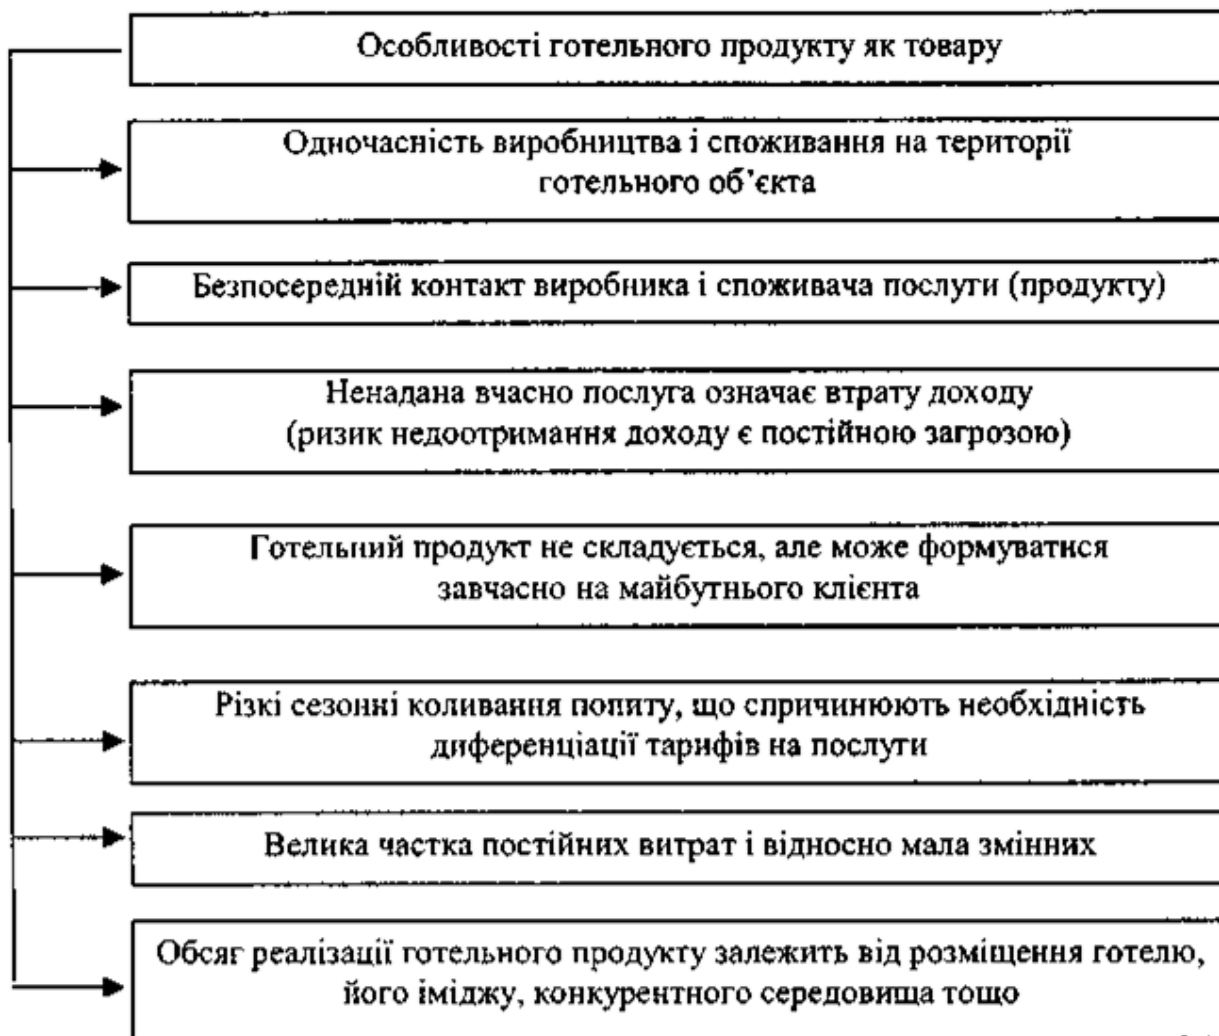 Особливості готельного продукту як товару
Одночасність виробництва і споживання на території
готельного об’єкта
Безпосередній контакт виробника і споживача послуги (продукту)
Ненадана вчасно послуга означає втрату доходу
(ризик недоотримання доходу є постійною загрозою)
Готельний продукт не складується, але може формуватися
завчасно на майбутнього клієнта
Різкі сезонні коливання попиту, що спричинюють необхідність
диференціації тарифів на послуги
Велика частка постійних витрат і відносно мала змінних
Обсяг реалізації готельного продукту залежить від розміщення готелю,
його іміджу, конкурентного середовища тощо